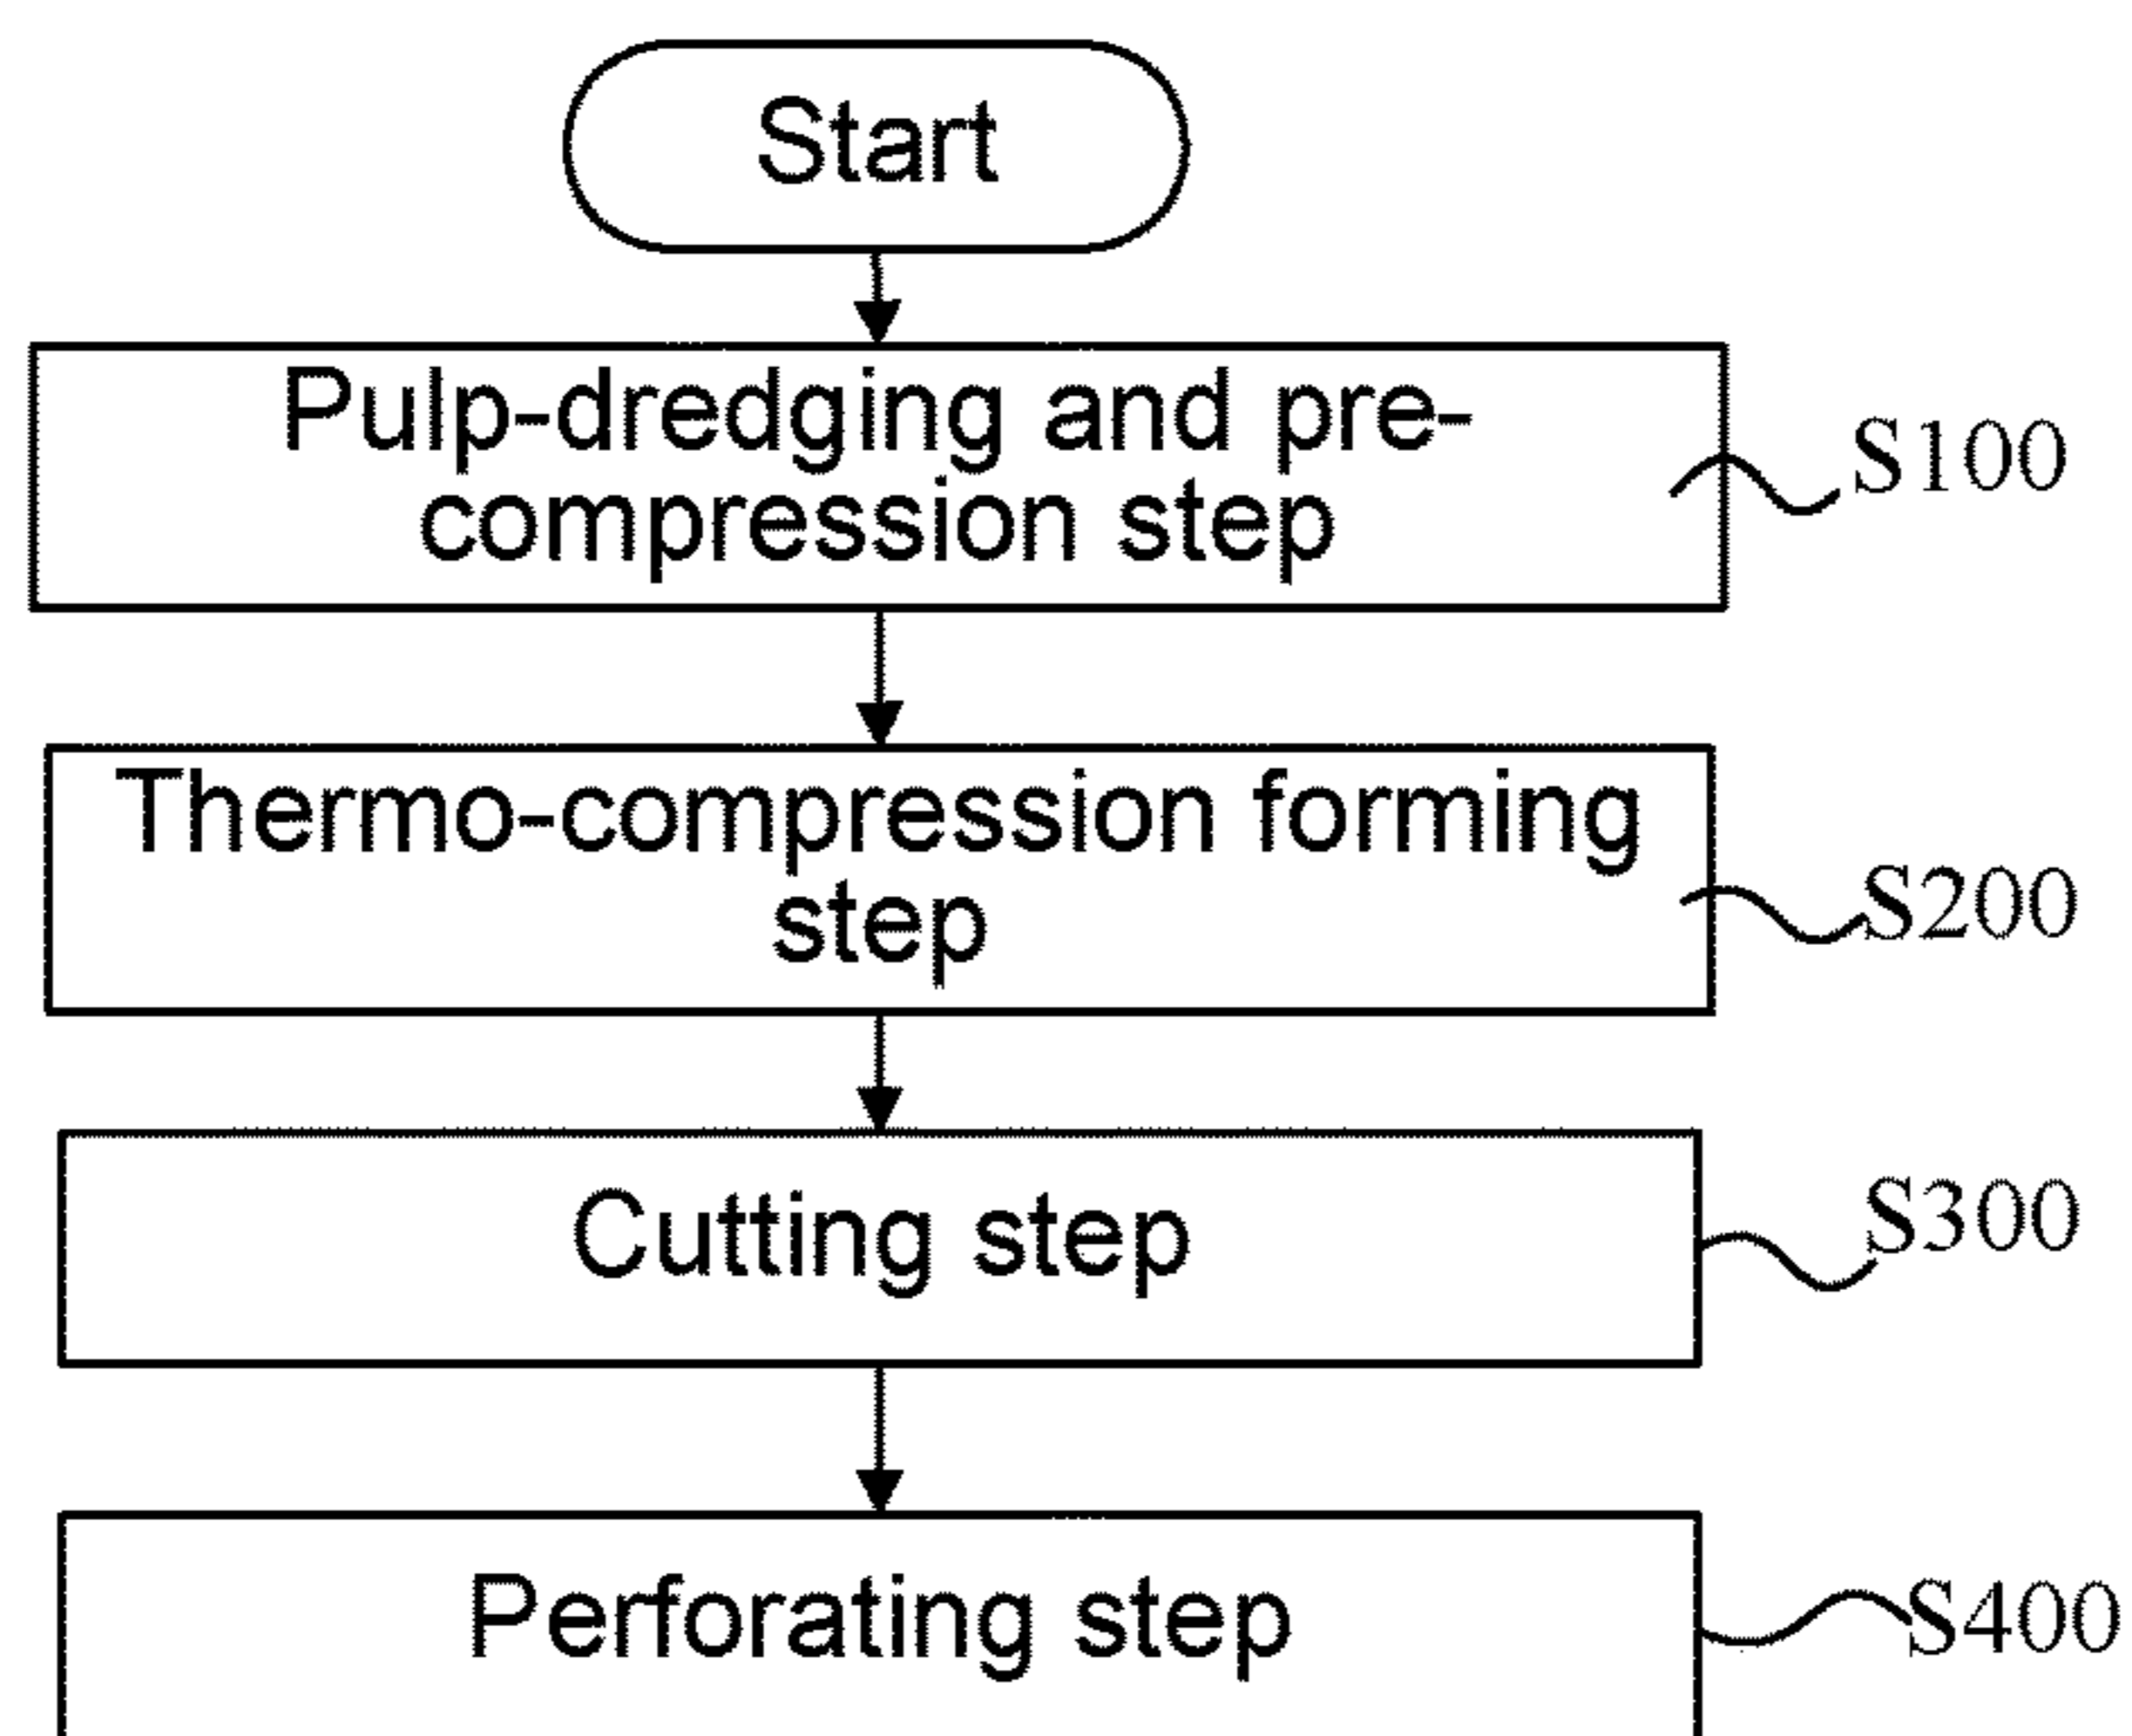 Start
Pulp-dredging and pre-
compression step
S100
Thermo-compression forming
step
S200
Cutting step
S300
Perforating step
S400